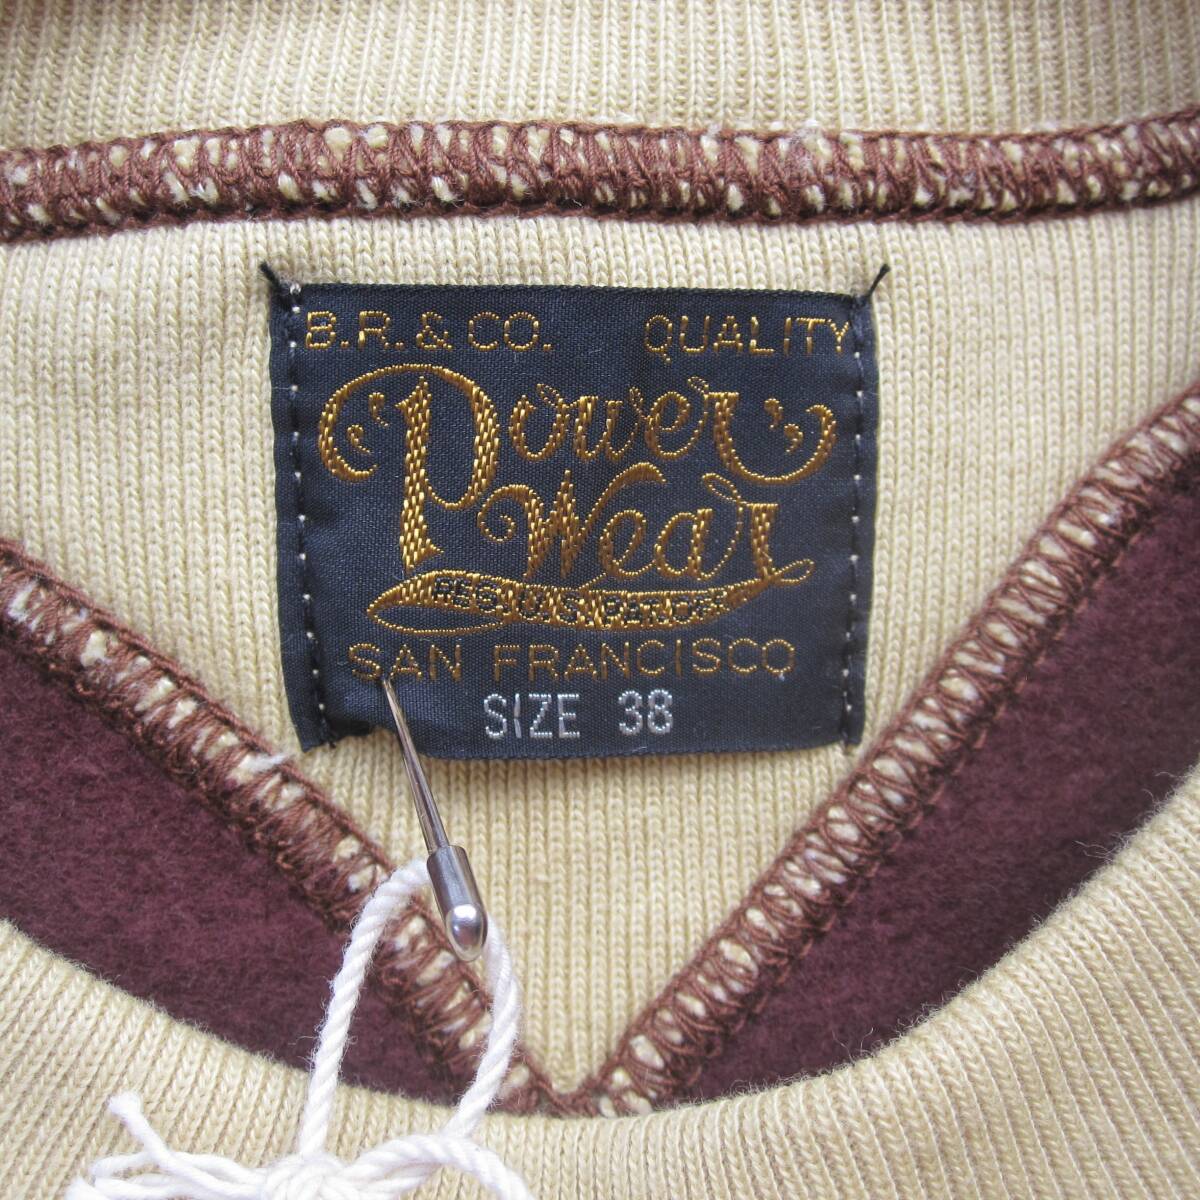 B.R. & CO. QUALITY
Power
Wear
REG. U.S. PAT. OFF.
SAN FRANCISCO
SIZE 38